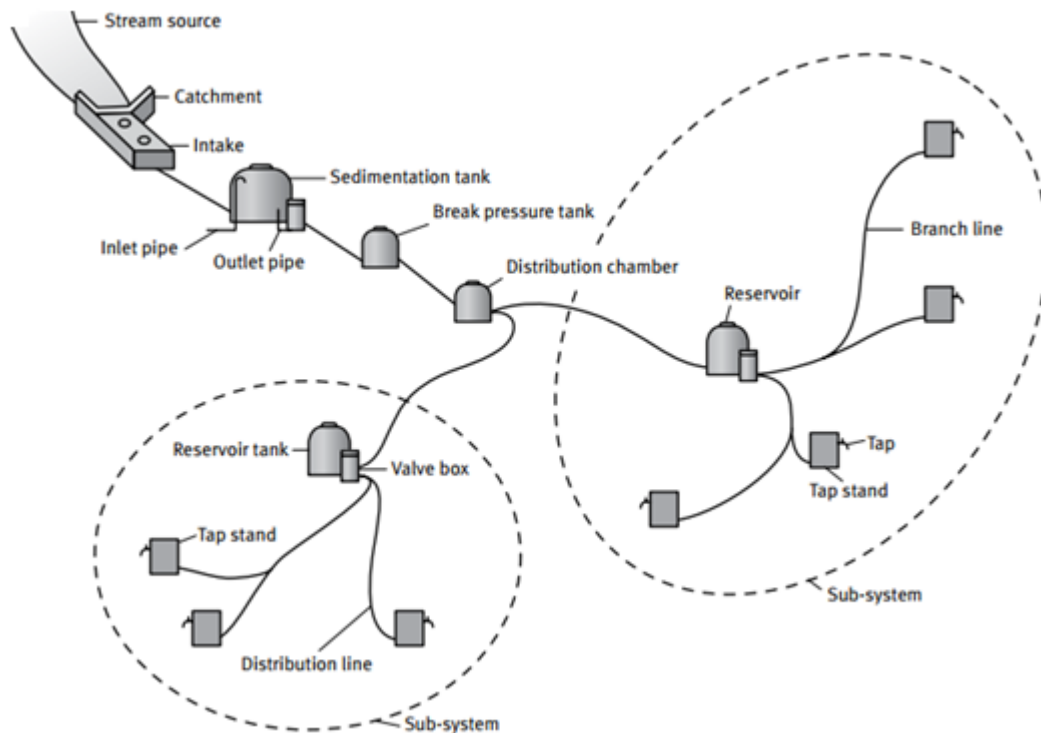 Stream source
Catchment
Intake
Sedimentation tank
Inlet pipe
Outlet pipe
Break pressure tank
Distribution chamber
Reservoir
Branch line
Reservoir tank
Valve box
Tap
Tap stand
Tap stand
Distribution line
Sub-system
Sub-system